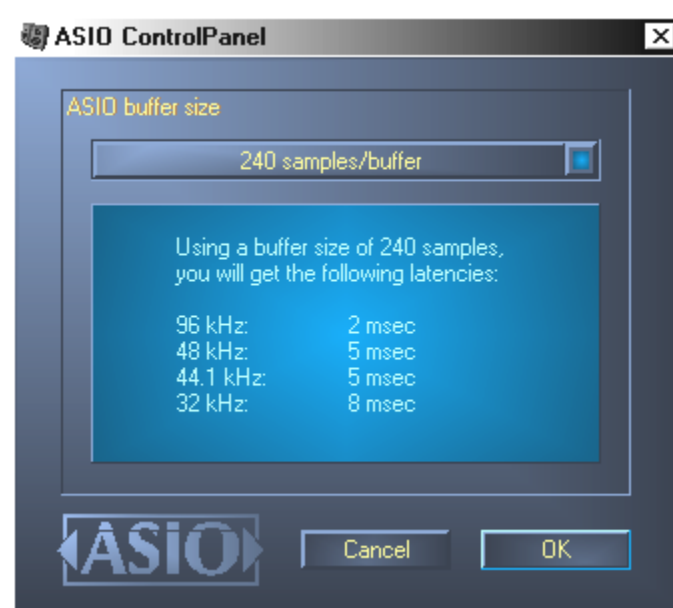 ASIO ControlPanel
ASIO buffer size
240 samples/buffer
Using a buffer size of 240 samples,
you will get the following latencies:
96 kHz: 2 msec
48 kHz: 5 msec
44.1 kHz: 5 msec
32 kHz: 8 msec
ASiO
Cancel
OK